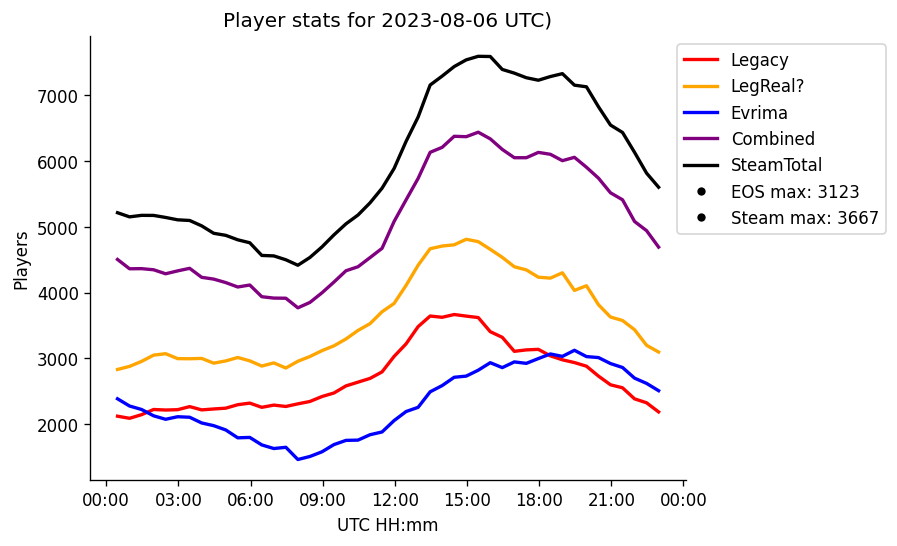 Player stats for 2023-08-06 UTC)
Legacy
LegReal?
Evrima
Combined
SteamTotal
EOS max: 3123
Steam max: 3667
7000
6000
5000
4000
3000
2000
Players
00:00 03:00 06:00 09:00 12:00 15:00 18:00 21:00 00:00
UTC HH:mm